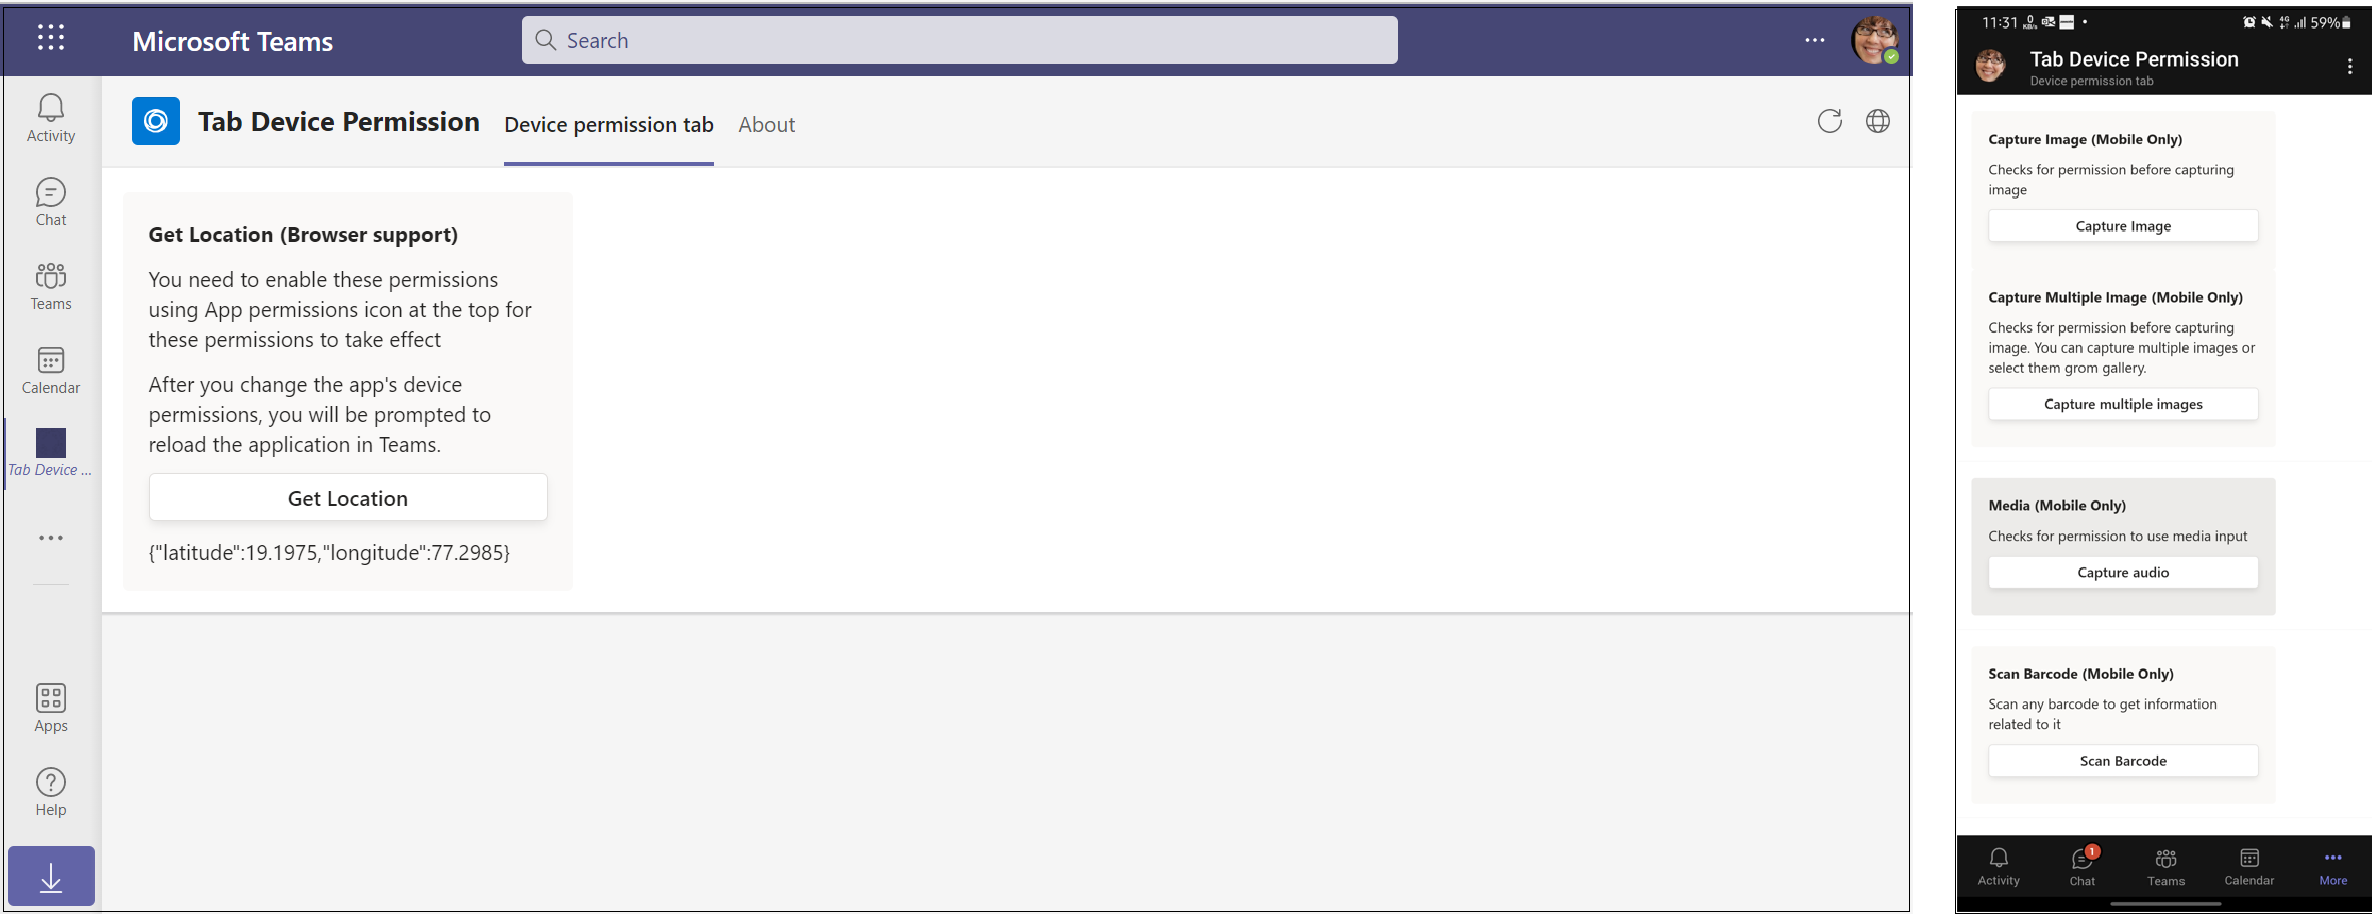 Microsoft Teams
Search
Activity
Chat
Teams
Calendar
Tab Device ...
Apps
Help
Tab Device Permission
Device permission tab
About
Get Location (Browser support)
You need to enable these permissions
using App permissions icon at the top for
these permissions to take effect
After you change the app's device
permissions, you will be prompted to
reload the application in Teams.
Get Location
{"latitude":19.1975,"longitude":77.2985}
11:31 0 KB/s 4G 59%
Tab Device Permission
Device permission tab
Capture Image (Mobile Only)
Checks for permission before capturing
image
Capture Image
Capture Multiple Image (Mobile Only)
Checks for permission before capturing
image. You can capture multiple images or
select them grom gallery.
Capture multiple images
Media (Mobile Only)
Checks for permission to use media input
Capture audio
Scan Barcode (Mobile Only)
Scan any barcode to get information
related to it
Scan Barcode
1
Activity
Chat
Teams
Calendar
More